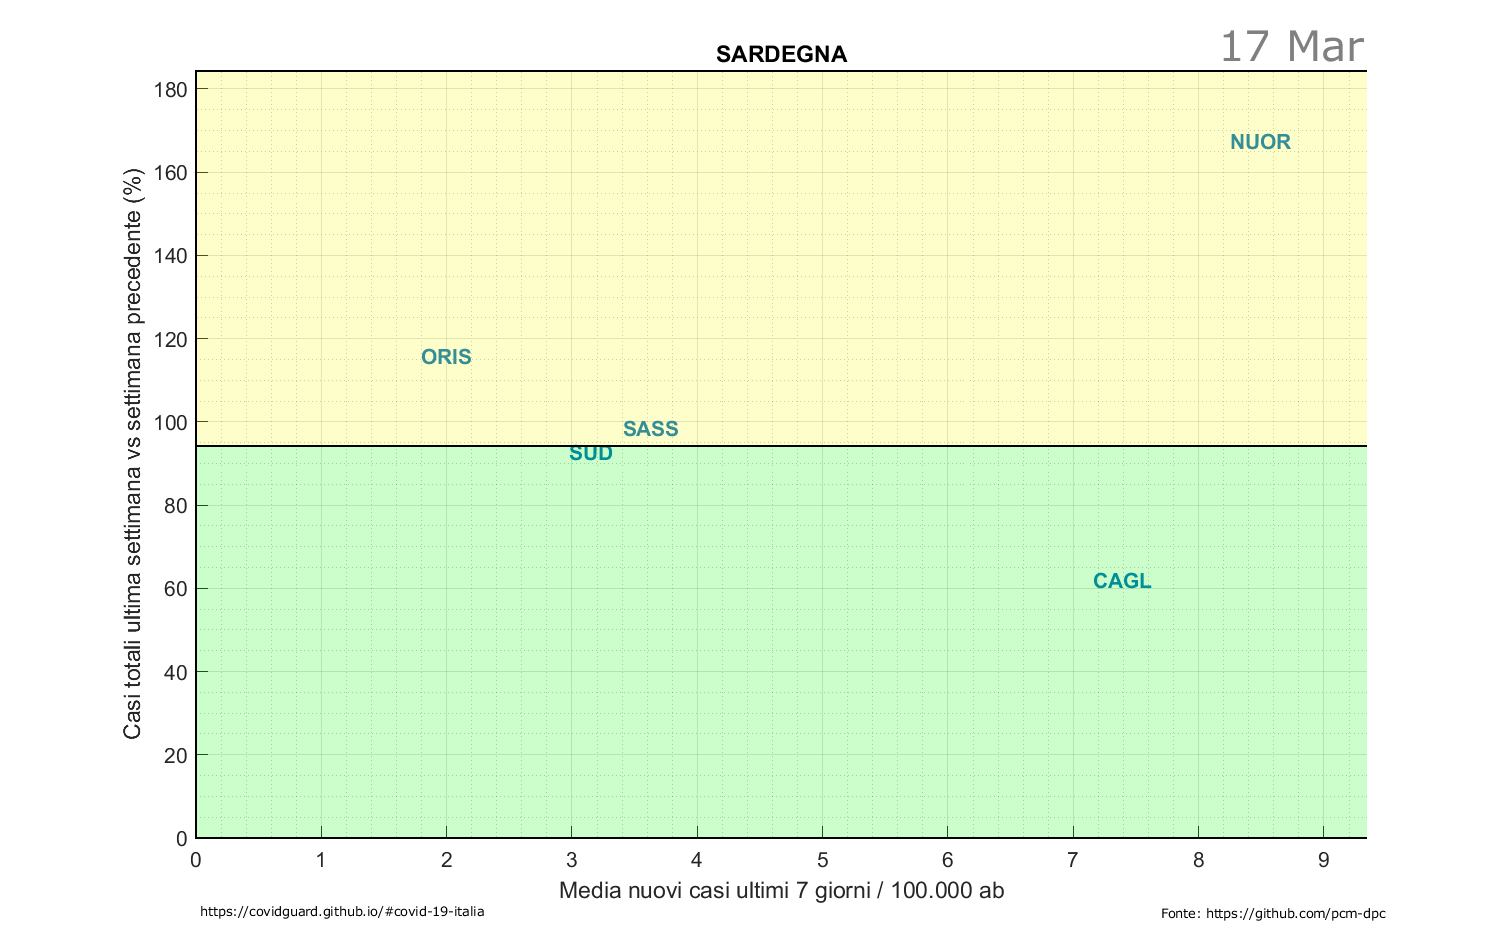 17 Mar
SARDEGNA
Casi totali ultima settimana vs settimana precedente (%)
180
160
140
120
100
80
60
40
20
0
NUOR
ORIS
SASS
SUD
CAGL
0 1 2 3 4 5 6 7 8 9
Media nuovi casi ultimi 7 giorni / 100.000 ab
https://covidguard.github.io/#covid-19-italia
Fonte: https://github.com/pcm-dpc